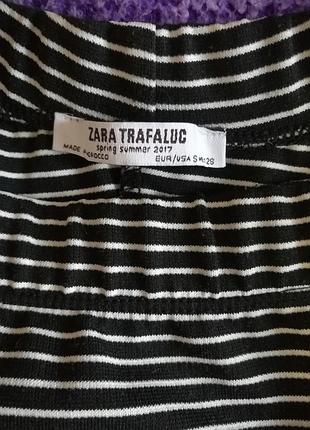 ZARA TRAFALUC
spring summer 2017
MADE IN MOROCCO EUR/USA S